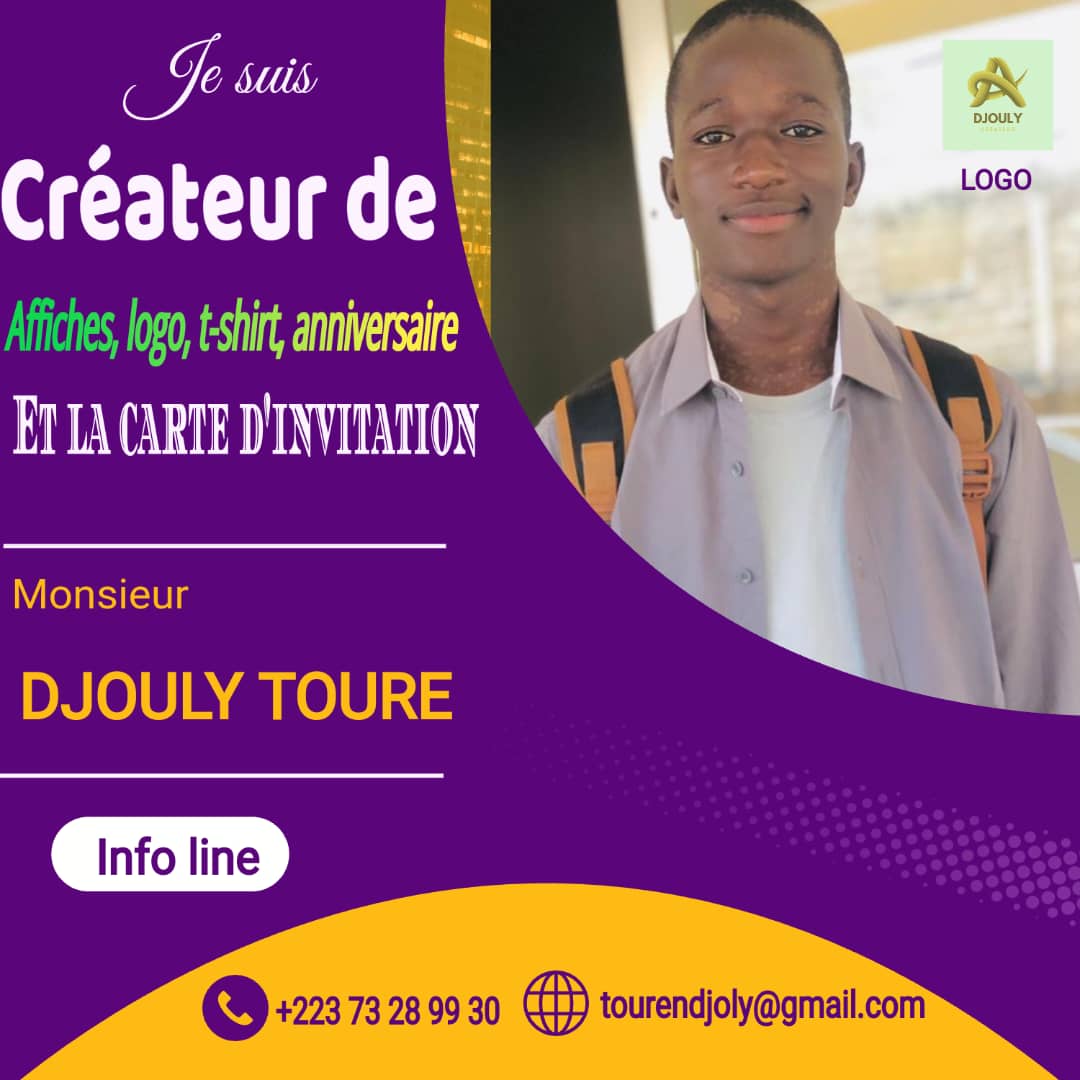 Je suis
Créateur de
Affiches, logo, t-shirt, anniversaire
ET LA CARTE D'INVITATION
Monsieur
DJOULY TOURE
Info line
+223 73 28 99 30
tourendjoly@gmail.com
DJOULY
CREATEUR
LOGO